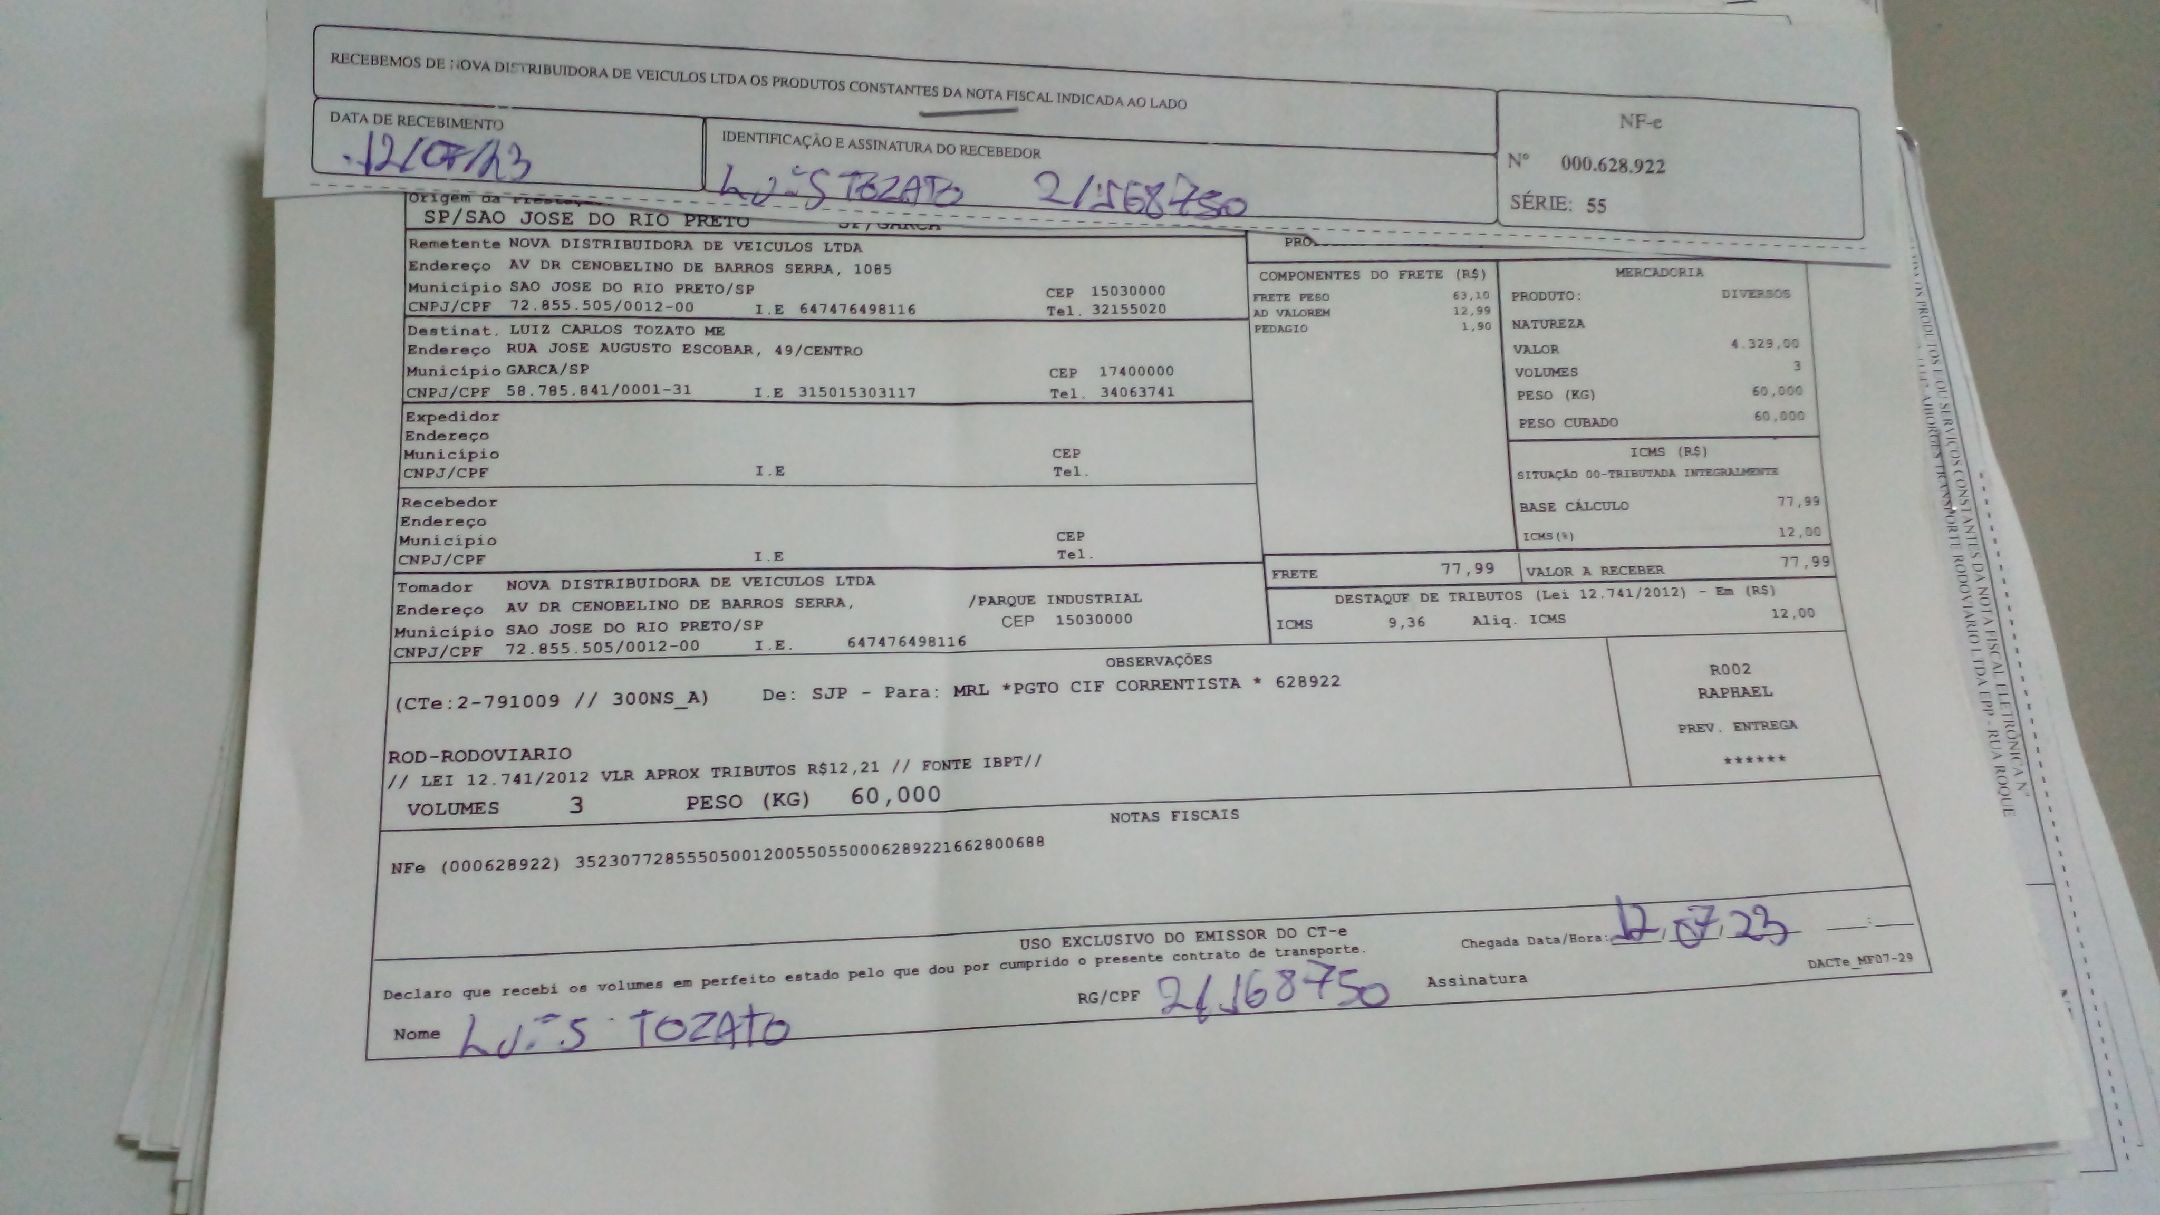 RECEBEMOS DE NOVA DISTRIBUIDORA DE VEICULOS LTDA OS PRODUTOS CONSTANTES DA NOTA FISCAL INDICADA AO LADO
DATA DE RECEBIMENTO
12/07/23
IDENTIFICAÇÃO E ASSINATURA DO RECEBEDOR
LUIS TOZATO
NF-e
Nº 000.628.922
SÉRIE: 55
Origem da
SP/SAO JOSE DO RIO PRETO SP/GARCA
Remetente NOVA DISTRIBUIDORA DE VEICULOS LTDA
Endereço AV DR CENOBELINO DE BARROS SERRA, 1085
Municipio SAO JOSE DO RIO PRETO/SP CEP 15030000
CNPJ/CPF 72.855.505/0012-00 I.E 647476498116 Tel. 32155020
Destinat. LUIZ CARLOS TOZATO ME
Endereço RUA JOSE AUGUSTO ESCOBAR, 49/CENTRO
Município GARCA/SP CEP 17400000
CNPJ/CPF 58.785.841/0001-31 I.E 315015303117 Tel. 34063741
Expedidor
Endereço
Município CEP
CNPJ/CPF I.E Tel.
Recebedor
Endereço
Município CEP
CNPJ/CPF I.E Tel.
Tomador NOVA DISTRIBUIDORA DE VEICULOS LTDA
Endereço AV DR CENOBELINO DE BARROS SERRA, /PARQUE INDUSTRIAL
Município SAO JOSE DO RIO PRETO/SP CEP 15030000
CNPJ/CPF 72.855.505/0012-00 I.E. 647476498116
COMPONENTES DO FRETE (R$)
FRETE PESO 63,10
AD VALOREM 12,99
PEDAGIO 1,90
MERCADORIA
PRODUTO: DIVERSOS
NATUREZA
VALOR 4.329,00
VOLUMES 3
PESO (KG) 60,000
PESO CUBADO 60,000
ICMS (R$)
SITUAÇÃO 00-TRIBUTADA INTEGRALMENTE
BASE CÁLCULO 77,99
ICMS(%) 12,00
FRETE 77,99 VALOR A RECEBER 77,99
DESTAQUE DE TRIBUTOS (Lei 12.741/2012) - Em (R$)
ICMS 9,36 Aliq. ICMS 12,00
OBSERVAÇÕES
(CTe:2-791009 // 300NS_A) De: SJP - Para: MRL *PGTO CIF CORRENTISTA * 628922
ROD-RODOVIARIO
// LEI 12.741/2012 VLR APROX TRIBUTOS R$12,21 // FONTE IBPT//
VOLUMES 3 PESO (KG) 60,000
R002
RAPHAEL
PREV. ENTREGA
******
NOTAS FISCAIS
NFe (000628922) 35230772855505001200550550006289221662800688
USO EXCLUSIVO DO EMISSOR DO CT-e
Declaro que recebi os volumes em perfeito estado pelo que dou por cumprido o presente contrato de transporte.
Chegada Data/Hora: 12,07,23 __:__
Nome LUIS TOZATO RG/CPF Assinatura
DACTe_MF07-29